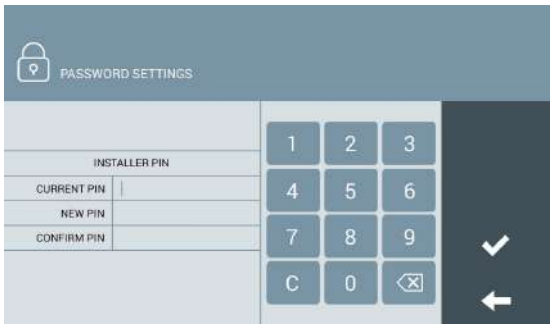 PASSWORD SETTINGS
INSTALLER PIN
CURRENT PIN
NEW PIN
CONFIRM PIN
1 2 3
4 5 6
7 8 9
C 0